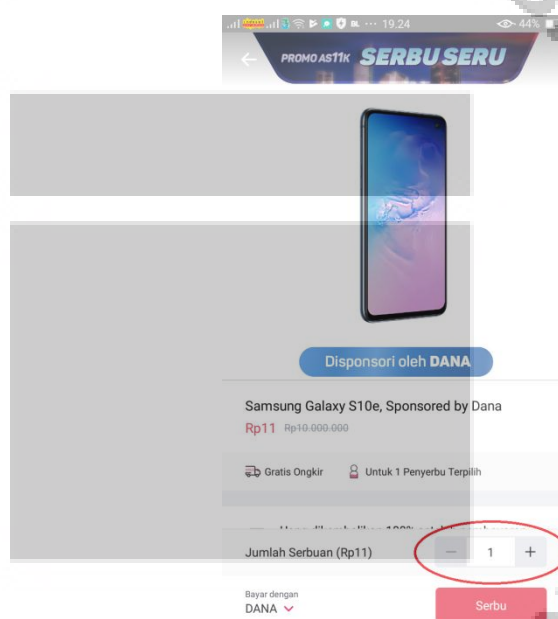 19.24
44%
PROMO AS11K SERBU SERU
Disponsori oleh DANA
Samsung Galaxy S10e, Sponsored by Dana
Rp11 Rp10.000.000
Gratis Ongkir Untuk 1 Penyerbu Terpilih
Jumlah Serbuan (Rp11) — 1 +
Bayar dengan
DANA
Serbu